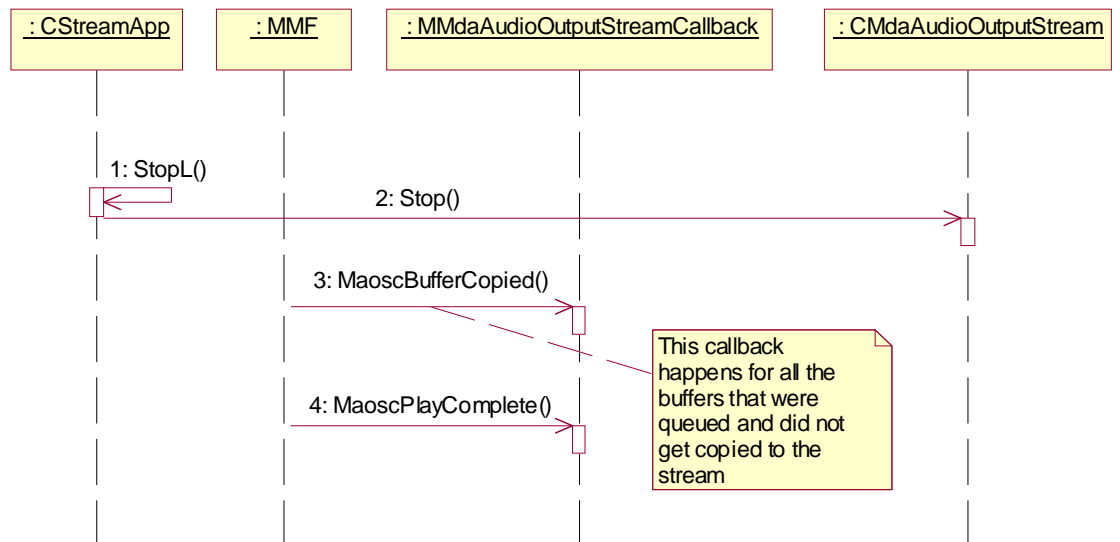 : CStreamApp
: MMF
: MMdaAudioOutputStreamCallback
: CMdaAudioOutputStream
1: StopL()
2: Stop()
3: MaoscBufferCopied()
This callback
happens for all the
buffers that were
queued and did not
get copied to the
stream
4: MaoscPlayComplete()